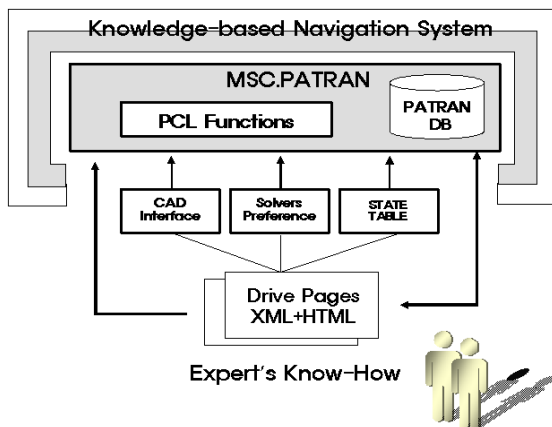 Knowledge-based Navigation System
MSC.PATRAN
PCL Functions
PATRAN
DB
CAD
Interface
Solvers
Preference
STATE
TABLE
Drive Pages
XML+HTML
Expert's Know-How